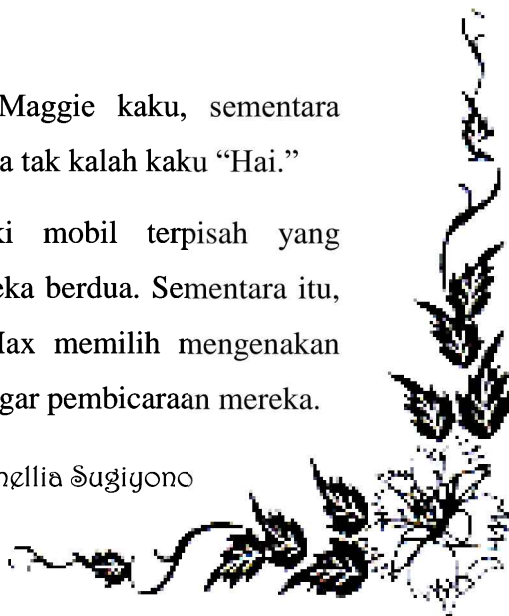 Maggie kaku, sementara
a tak kalah kaku “Hai.”
ki mobil terpisah yang
eka berdua. Sementara itu,
Max memilih mengenakan
gar pembicaraan mereka.
nellia Sugiyono